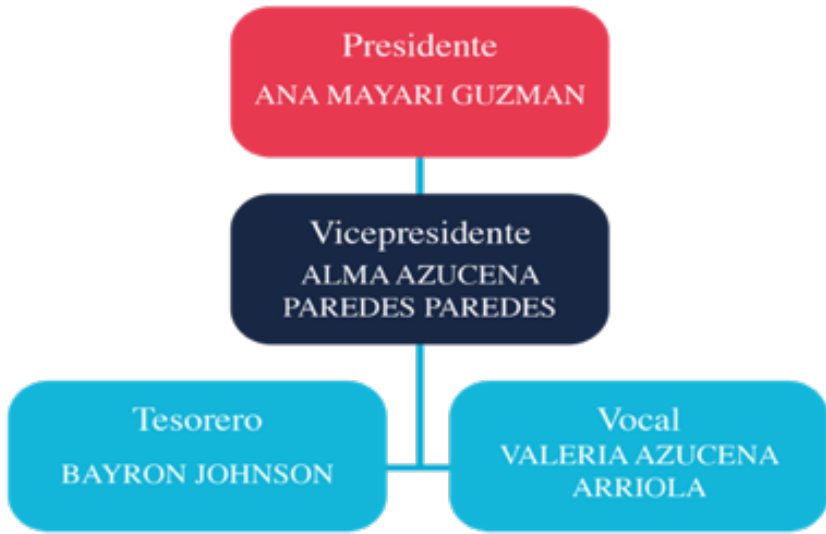 Presidente
ANA MAYARI GUZMAN
Vicepresidente
ALMA AZUCENA
PAREDES PAREDES
Tesorero
BAYRON JOHNSON
Vocal
VALERIA AZUCENA
ARRIOLA